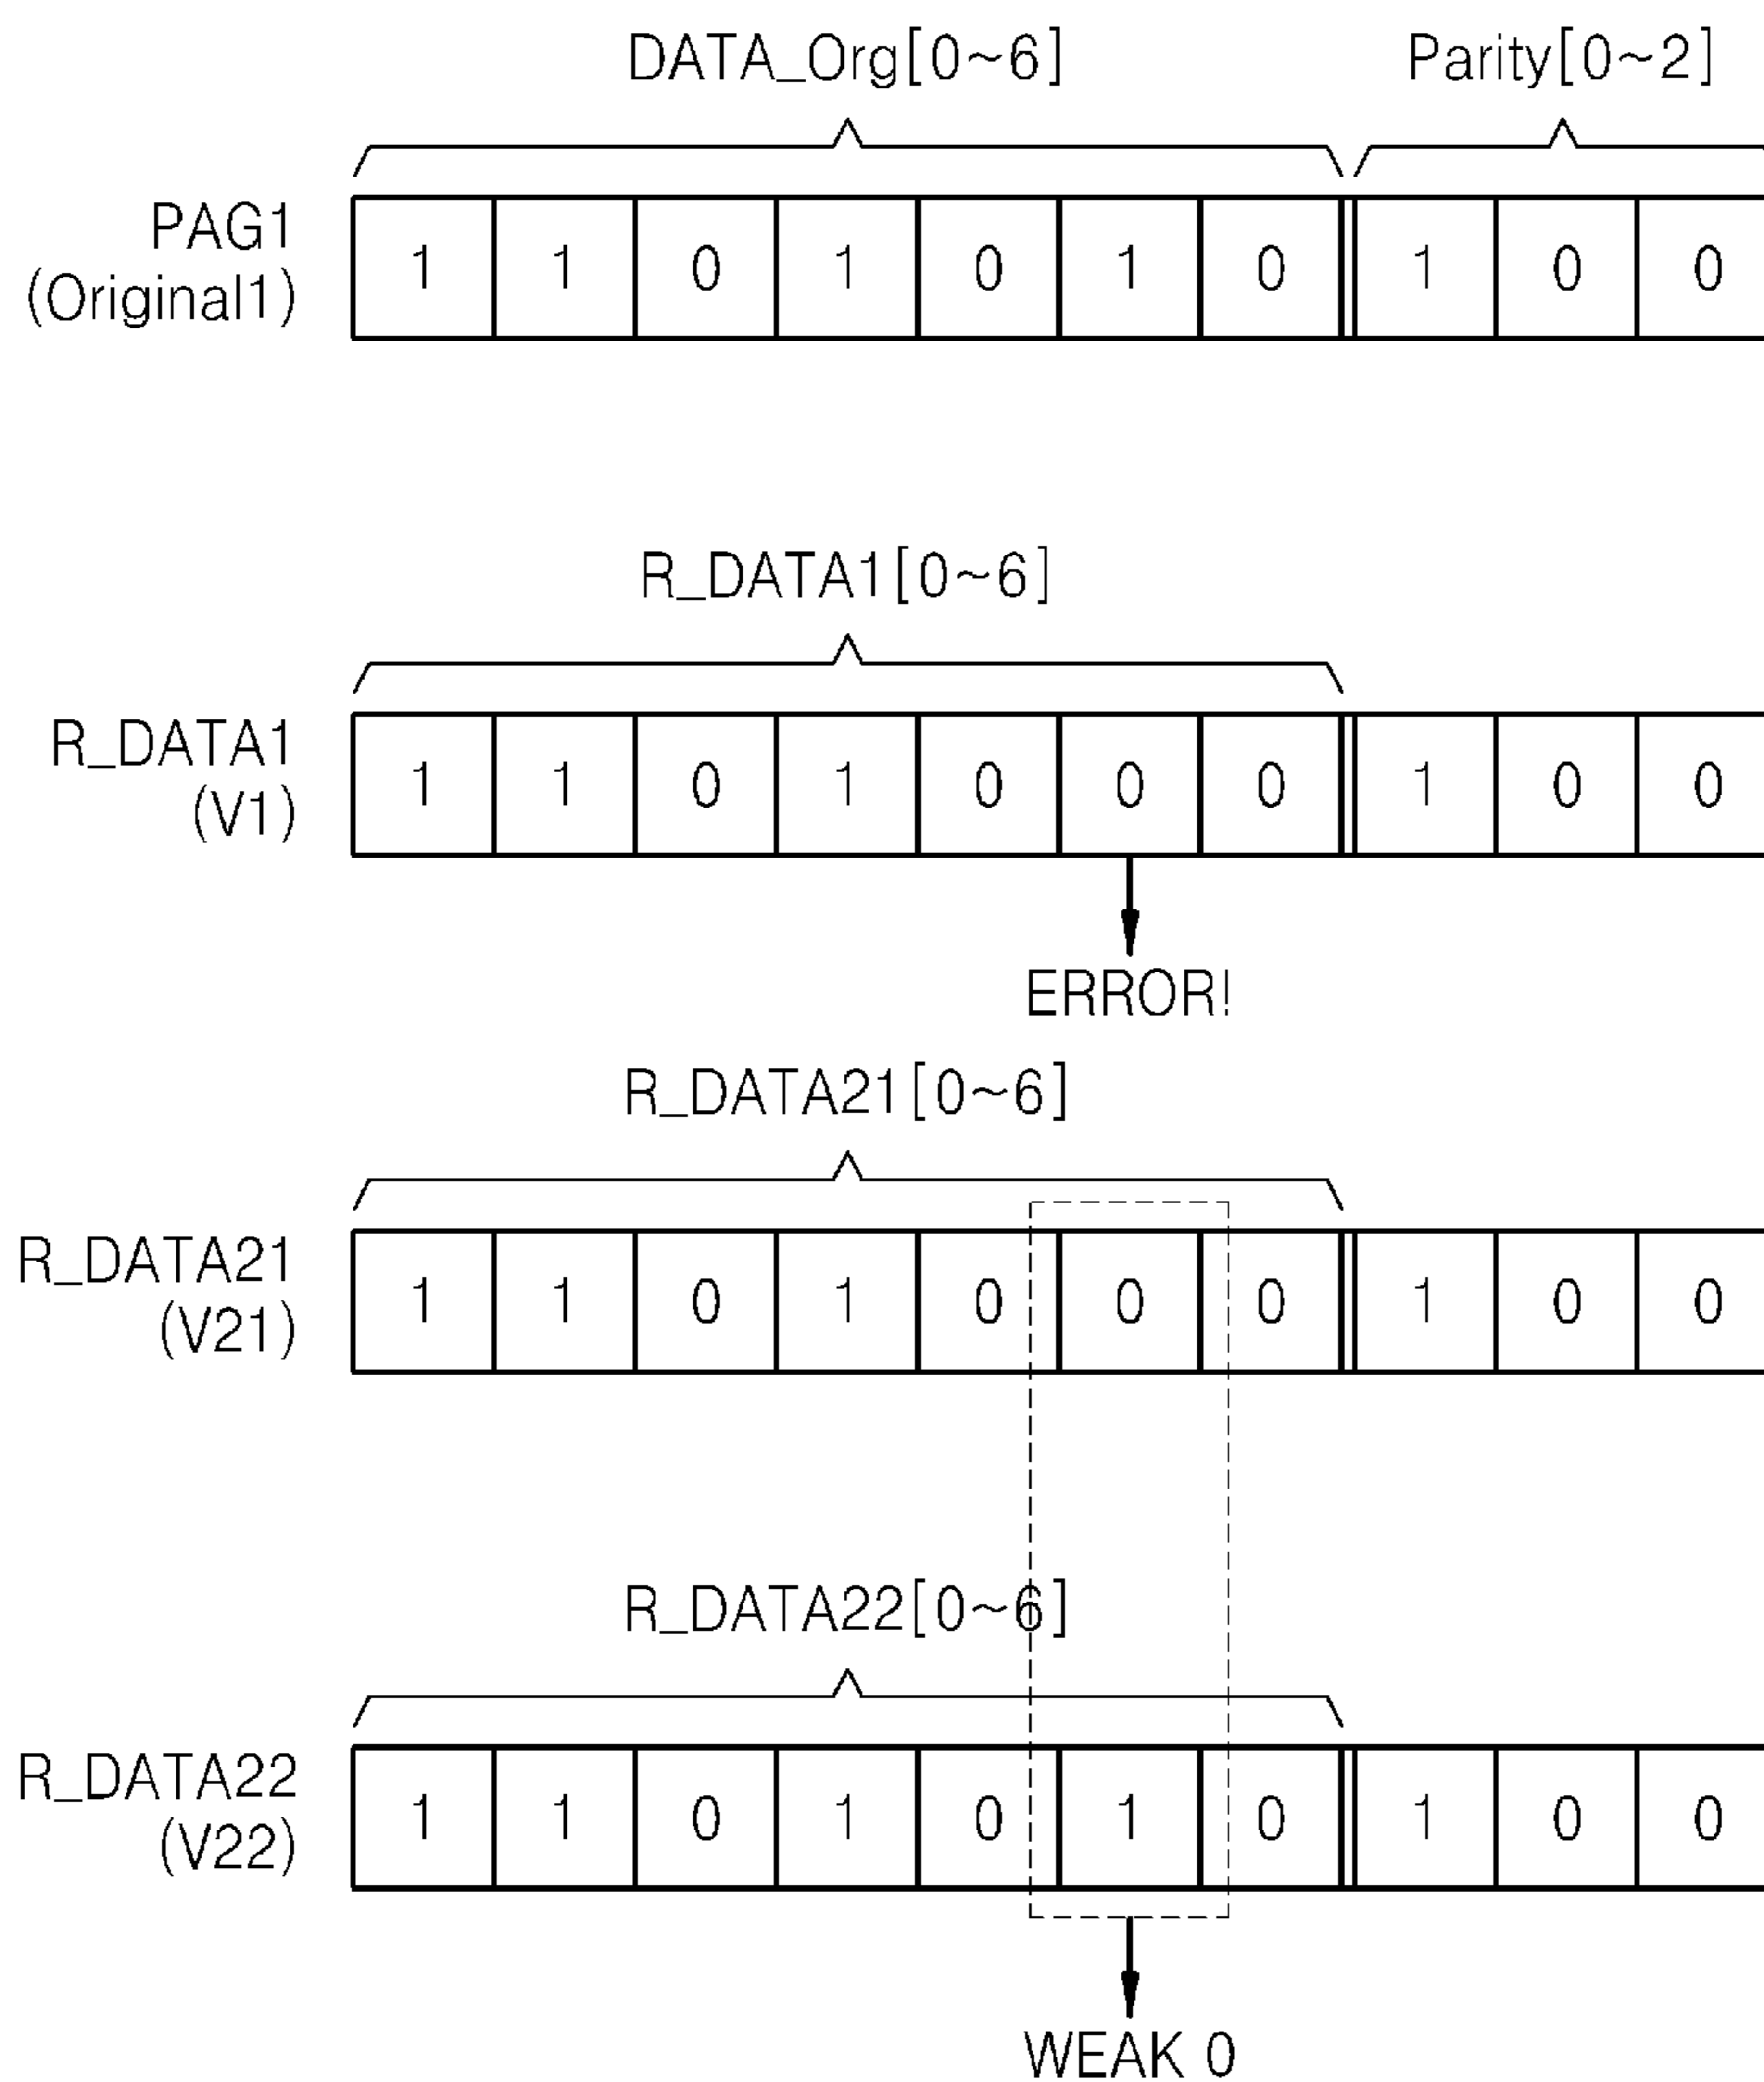 DATA_Org[0~6] Parity[0~2]
PAG1
(Original1)
1 1 0 1 0 1 0 1 0 0
R_DATA1[0~6]
R_DATA1
(V1)
1 1 0 1 0 0 0 1 0 0
ERROR!
R_DATA21[0~6]
R_DATA21
(V21)
1 1 0 1 0 0 0 1 0 0
R_DATA22[0~6]
R_DATA22
(V22)
1 1 0 1 0 1 0 1 0 0
WEAK 0